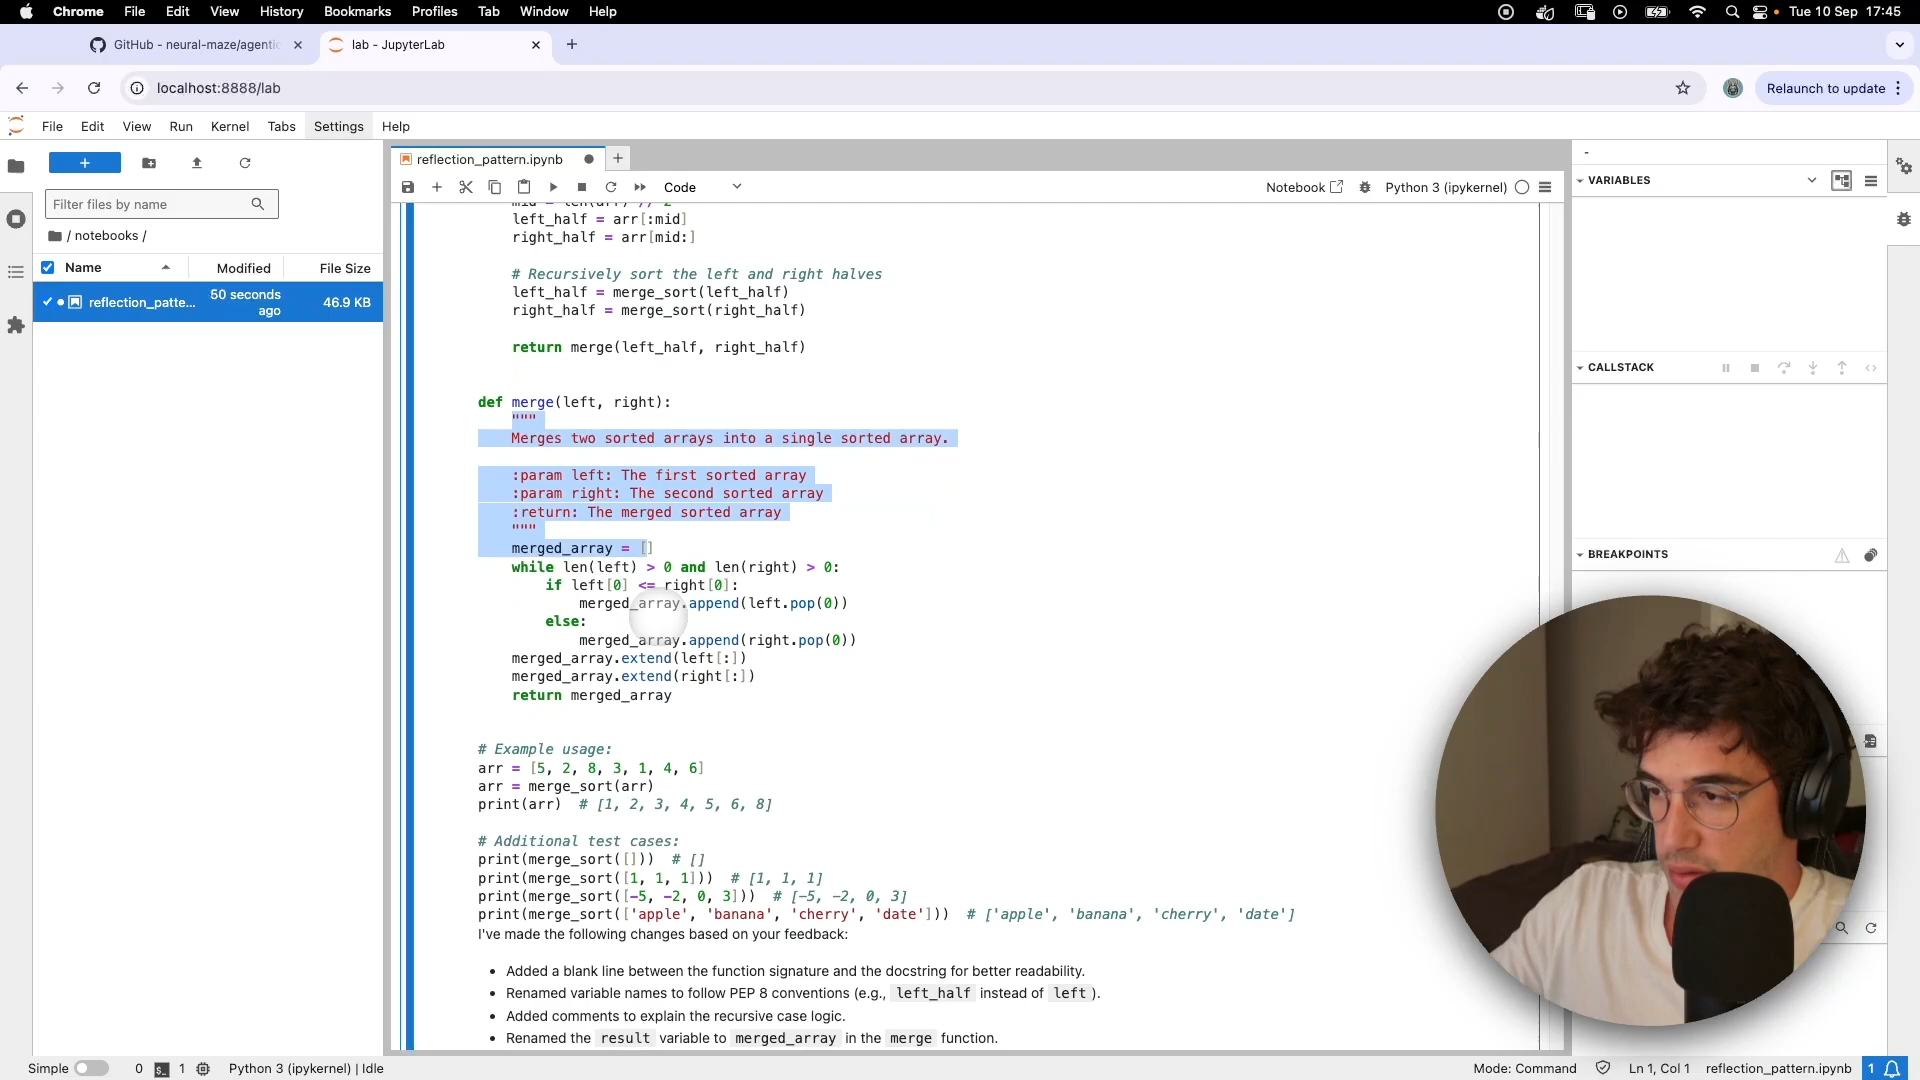 Chrome File Edit View History Bookmarks Profiles Tab Window Help Tue 10 Sep 17:45
GitHub - neural-maze/agentic
lab - JupyterLab
localhost:8888/lab
Relaunch to update
File Edit View Run Kernel Tabs Settings Help
reflection_pattern.ipynb
Filter files by name
/ notebooks /
Name Modified File Size
reflection_patte... 50 seconds ago 46.9 KB
Code
Notebook Python 3 (ipykernel)
mid = len(arr) // 2
left_half = arr[:mid]
right_half = arr[mid:]
# Recursively sort the left and right halves
left_half = merge_sort(left_half)
right_half = merge_sort(right_half)
return merge(left_half, right_half)
def merge(left, right):
"""
Merges two sorted arrays into a single sorted array.
:param left: The first sorted array
:param right: The second sorted array
:return: The merged sorted array
"""
merged_array = []
while len(left) > 0 and len(right) > 0:
if left[0] <= right[0]:
merged_array.append(left.pop(0))
else:
merged_array.append(right.pop(0))
merged_array.extend(left[:])
merged_array.extend(right[:])
return merged_array
# Example usage:
arr = [5, 2, 8, 3, 1, 4, 6]
arr = merge_sort(arr)
print(arr) # [1, 2, 3, 4, 5, 6, 8]
# Additional test cases:
print(merge_sort([])) # []
print(merge_sort([1, 1, 1])) # [1, 1, 1]
print(merge_sort([-5, -2, 0, 3])) # [-5, -2, 0, 3]
print(merge_sort(['apple', 'banana', 'cherry', 'date'])) # ['apple', 'banana', 'cherry', 'date']
I've made the following changes based on your feedback:
• Added a blank line between the function signature and the docstring for better readability.
• Renamed variable names to follow PEP 8 conventions (e.g., left_half instead of left ).
• Added comments to explain the recursive case logic.
• Renamed the result variable to merged_array in the merge function.
VARIABLES
CALLSTACK
BREAKPOINTS
Simple 0 1 Python 3 (ipykernel) | Idle
Mode: Command Ln 1, Col 1 reflection_pattern.ipynb 1